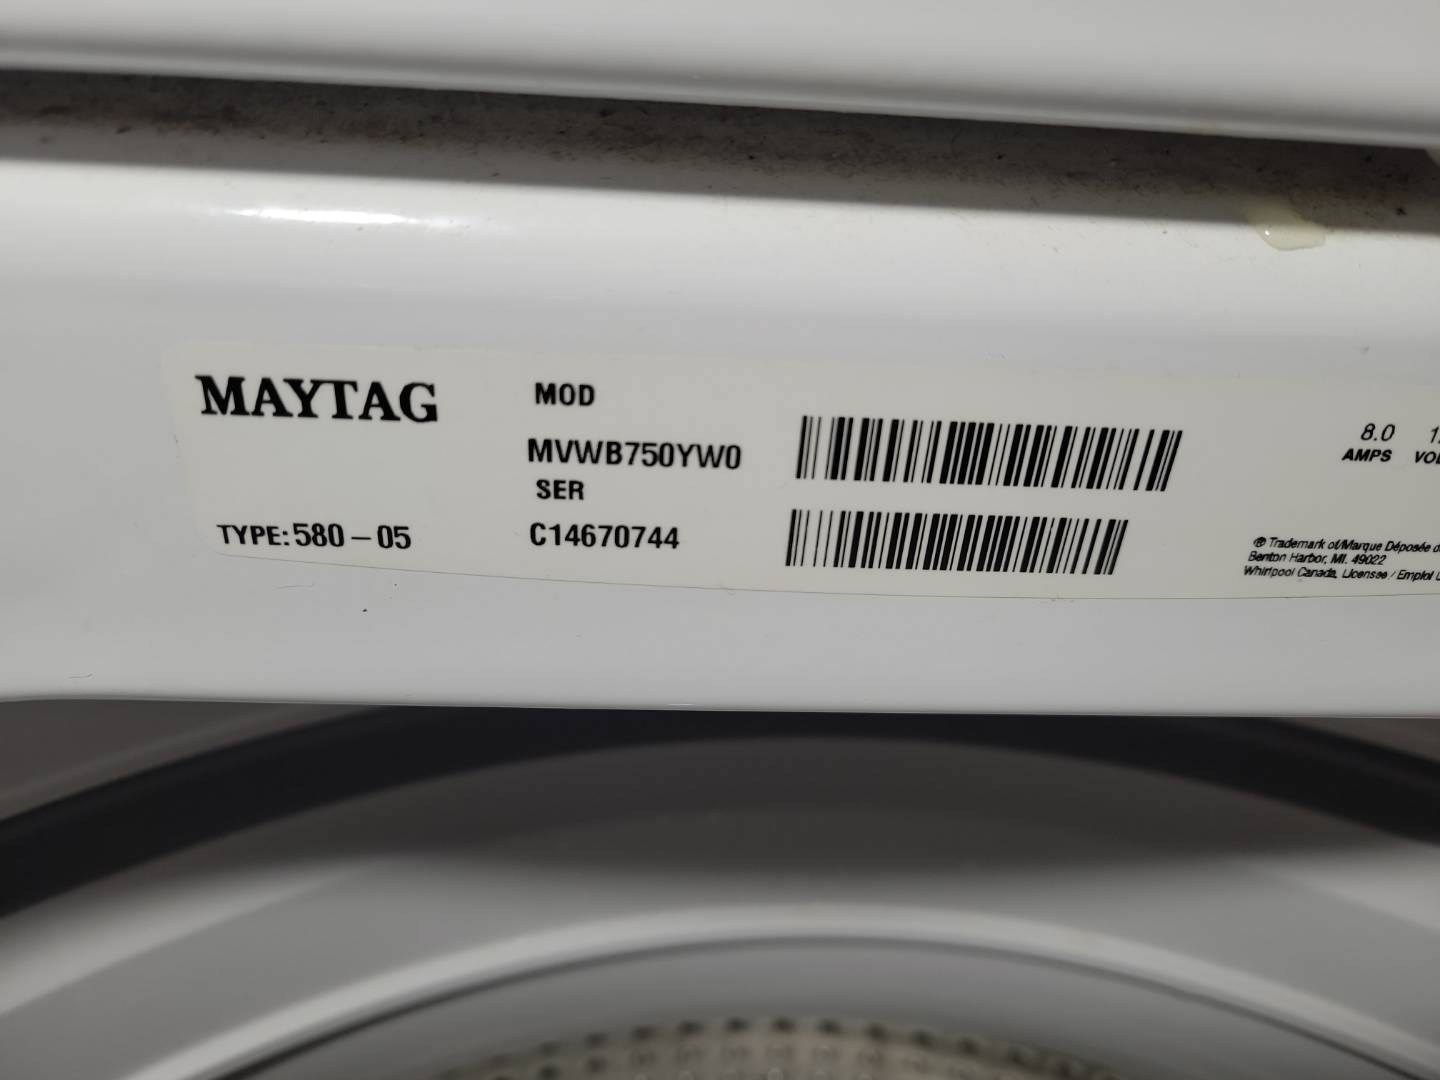 MAYTAG
MOD
MVWB750YW0
SER
C14670744
TYPE: 580-05
8.0
AMPS
® Trademark of/Marque Déposée
Benton Harbor, MI. 49022
Whirlpool Canada, Licensee / Emploi